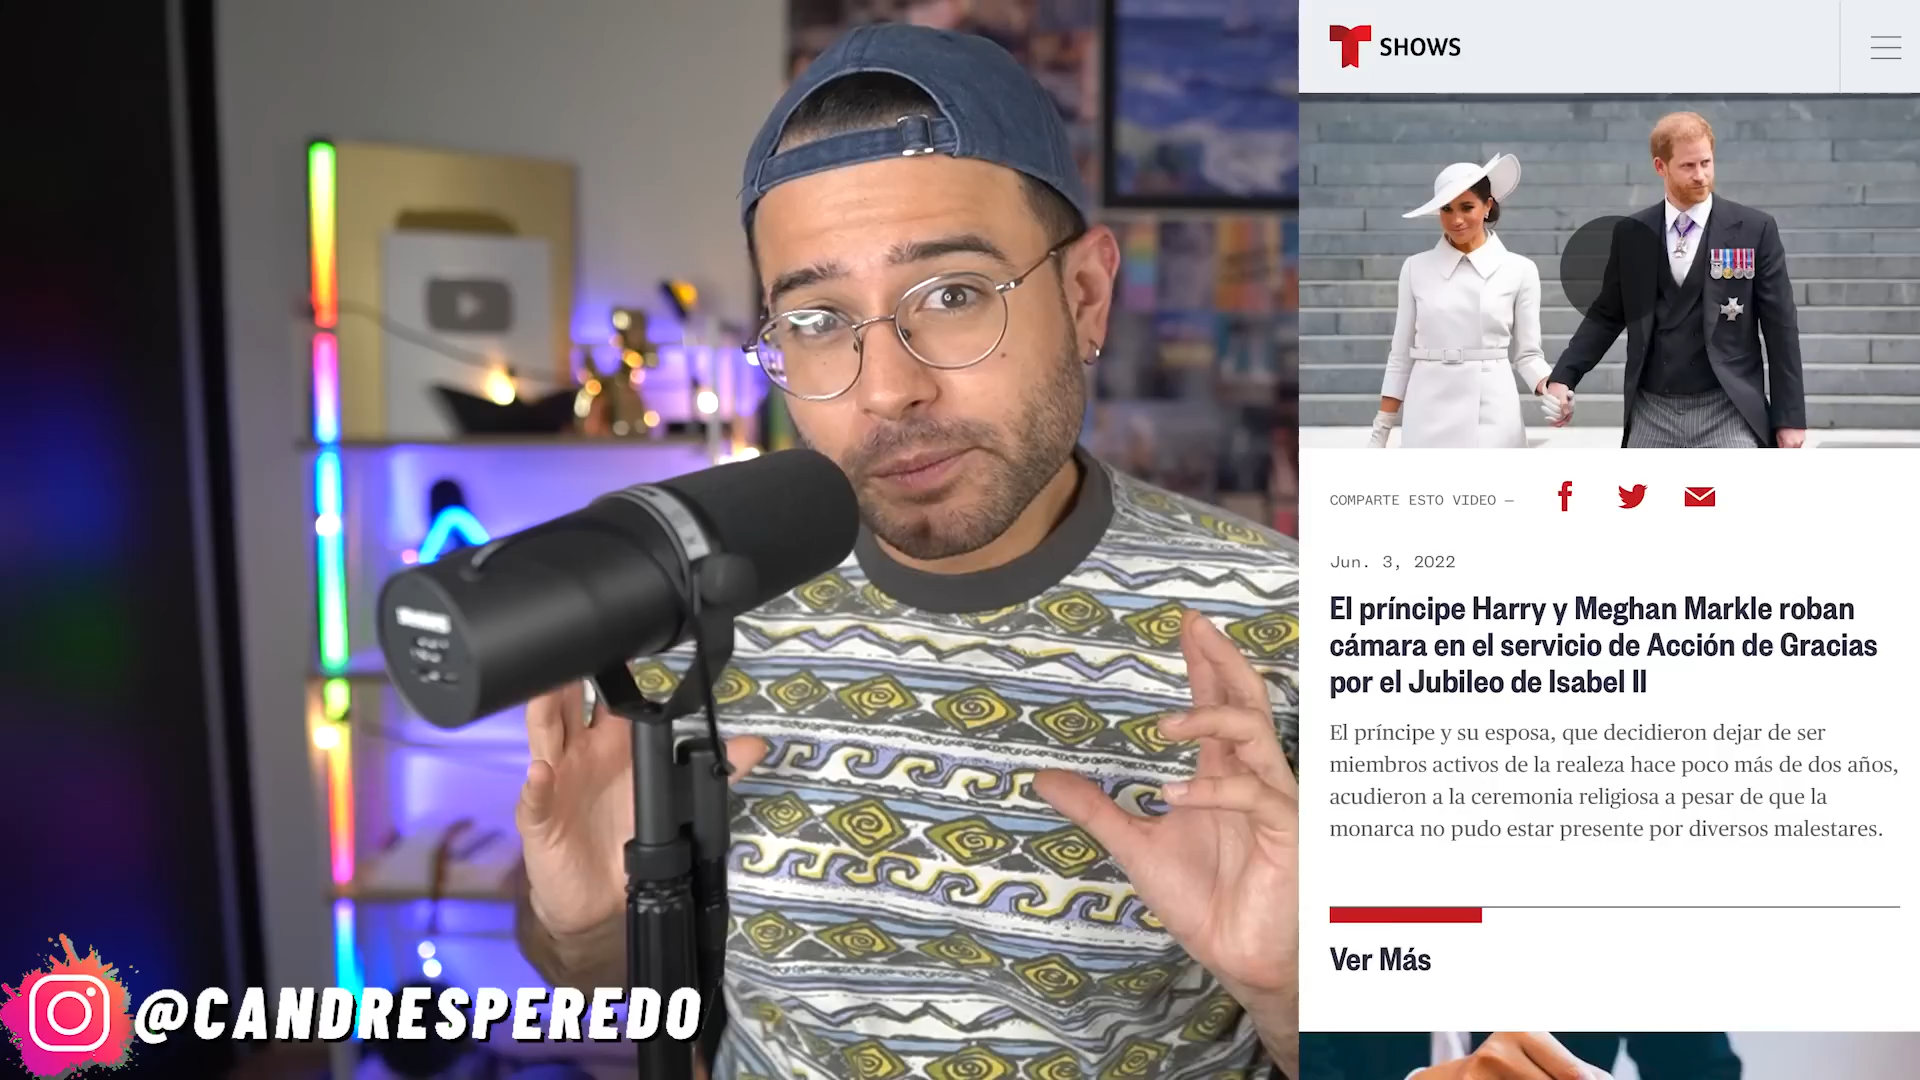 SHOWS
COMPARTE ESTO VIDEO —
Jun. 3, 2022
El príncipe Harry y Meghan Markle roban
cámara en el servicio de Acción de Gracias
por el Jubileo de Isabel II
El príncipe y su esposa, que decidieron dejar de ser
miembros activos de la realeza hace poco más de dos años,
acudieron a la ceremonia religiosa a pesar de que la
monarca no pudo estar presente por diversos malestares.
Ver Más
@CANDRESPEREDO